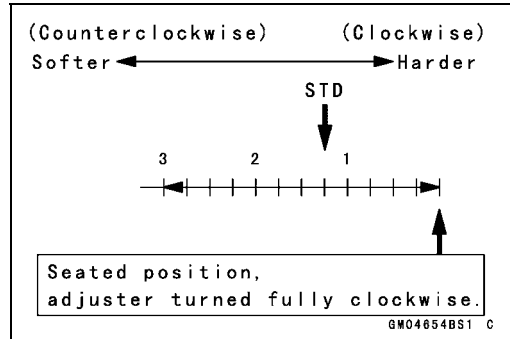 (Counterclockwise) (Clockwise)
Softer Harder
STD
3 2 1
Seated position,
adjuster turned fully clockwise.
GM04654BS1 C